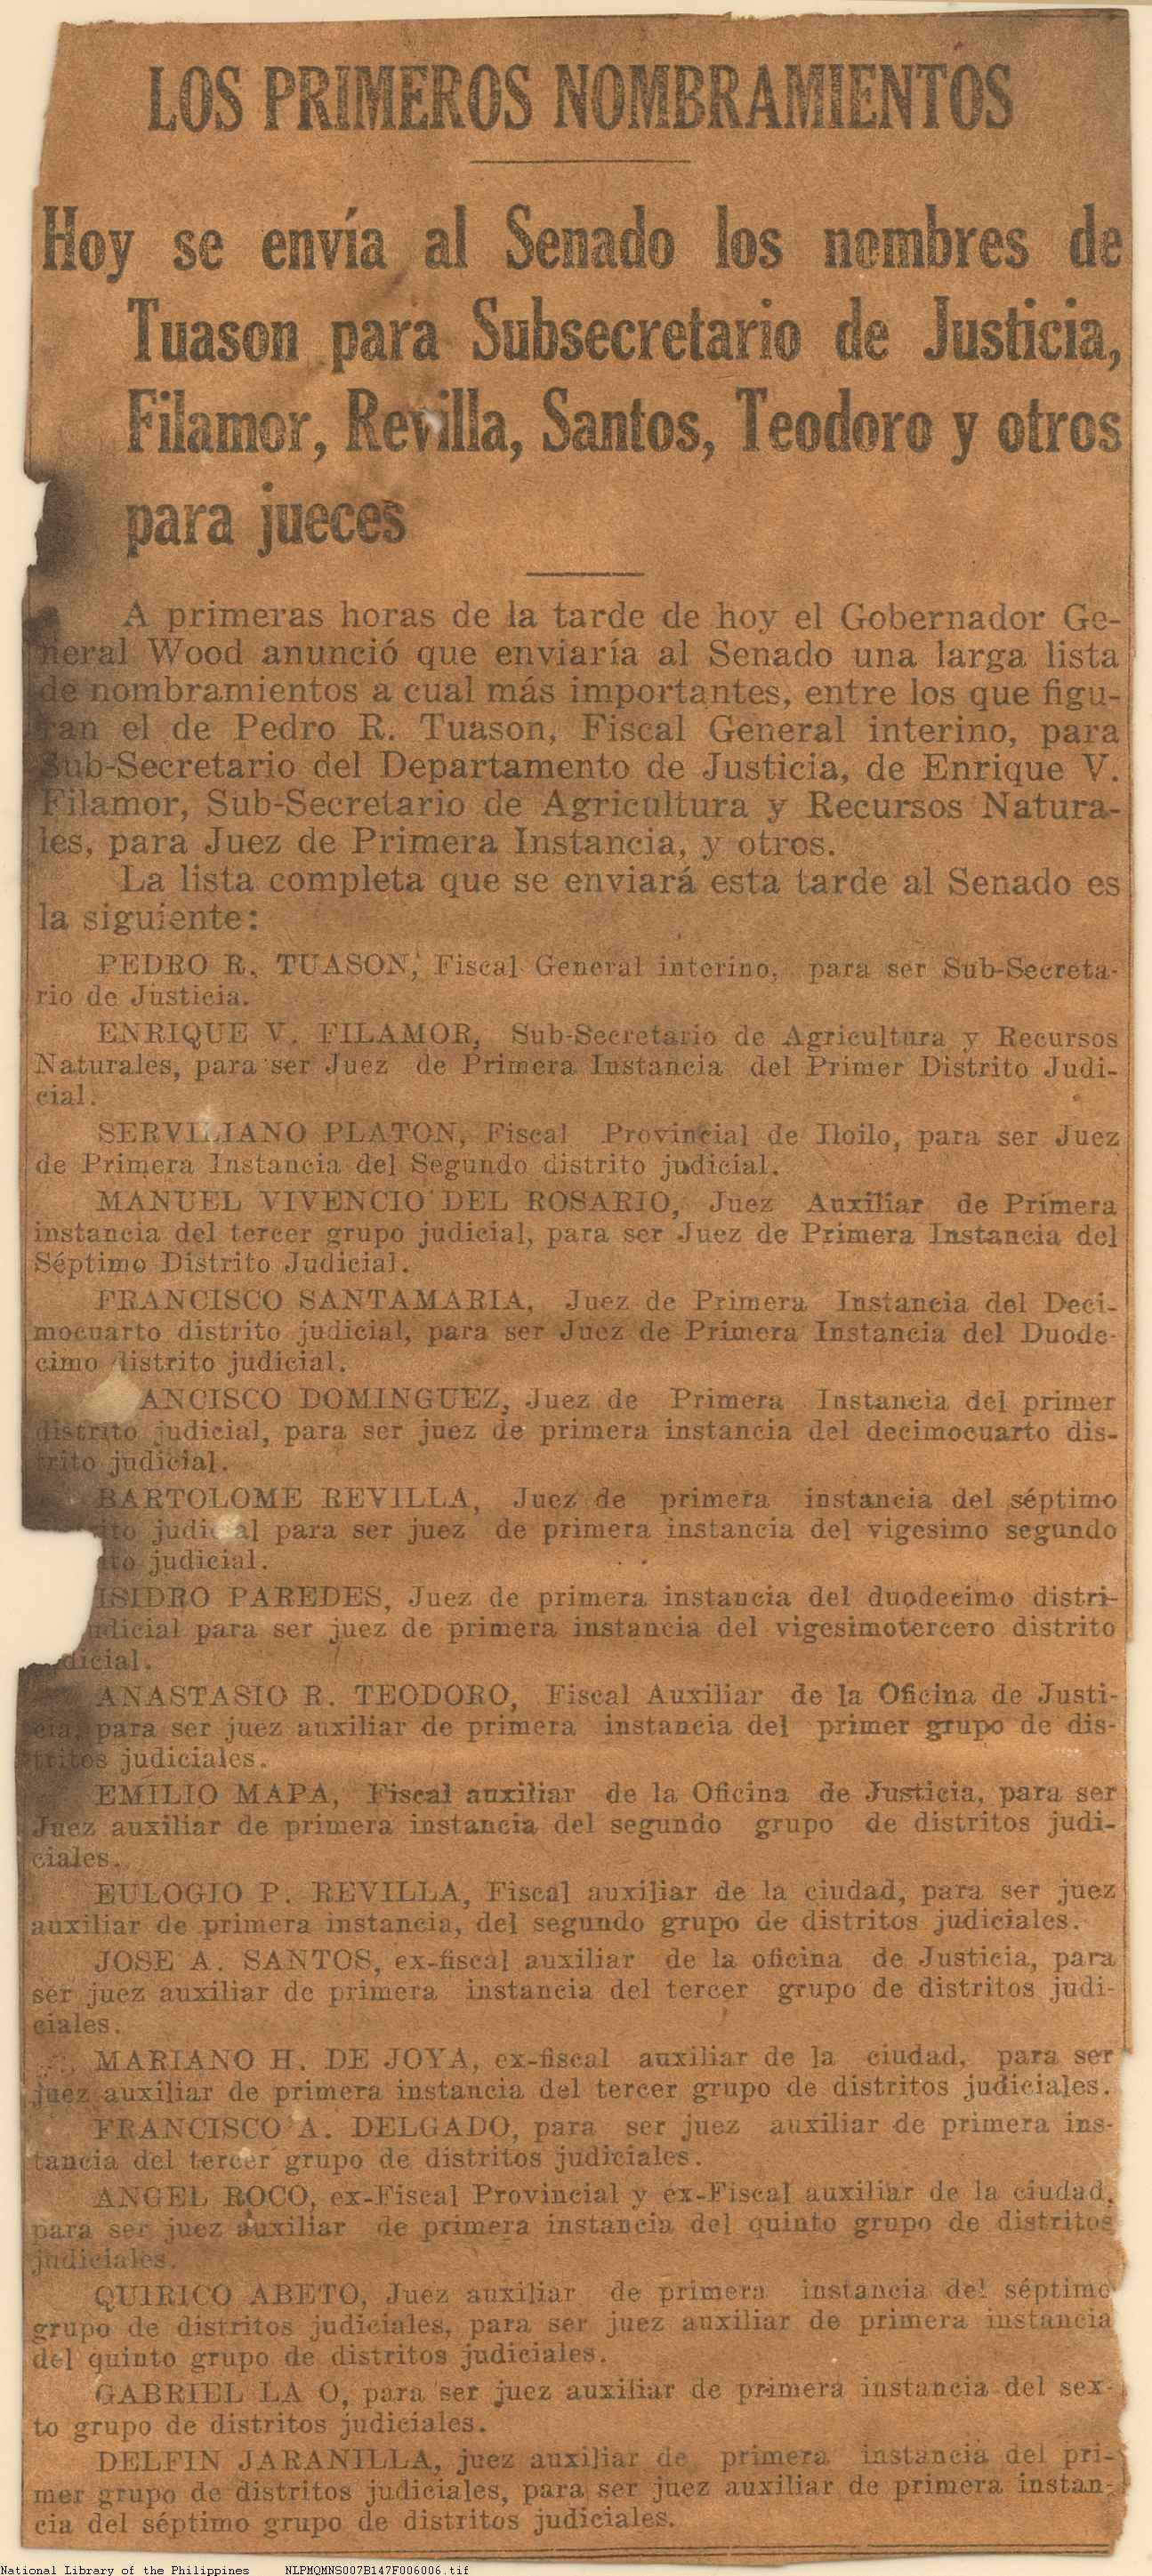 LOS PRIMEROS NOMBRAMIENTOS
Hoy se envía al Senado los nombres de
Tuason para Subsecretario de Justicia,
Filamor, Revilla, Santos, Teodoro y otros
para jueces
A primeras horas de la tarde de hoy el Gobernador Ge-
neral Wood anunció que enviaría al Senado una larga lista
de nombramientos a cual más importantes, entre los que figu-
ran el de Pedro R. Tuason, Fiscal General interino, para
Sub-Secretario del Departamento de Justicia, de Enrique V.
Filamor, Sub-Secretario de Agricultura y Recursos Natura-
les, para Juez de Primera Instancia, y otros.
La lista completa que se enviará esta tarde al Senado es
la siguiente:
PEDRO R. TUASON, Fiscal General interino, para ser Sub-Secreta-
rio de Justicia.
ENRIQUE V. FILAMOR, Sub-Secretario de Agricultura y Recursos
Naturales, para ser Juez de Primera Instancia del Primer Distrito Judi-
cial.
SERVILIANO PLATON, Fiscal Provincial de Iloilo, para ser Juez
de Primera Instancia del Segundo distrito judicial.
MANUEL VIVENCIO DEL ROSARIO, Juez Auxiliar de Primera
instancia del tercer grupo judicial, para ser Juez de Primera Instancia del
Séptimo Distrito Judicial.
FRANCISCO SANTAMARIA, Juez de Primera Instancia del Deci-
mocuarto distrito judicial, para ser Juez de Primera Instancia del Duode-
cimo distrito judicial.
ANCISCO DOMINGUEZ, Juez de Primera Instancia del primer
distrito judicial, para ser juez de primera instancia del decimocuarto dis-
trito judicial.
BARTOLOME REVILLA, Juez de primera instancia del séptimo
ito judicial para ser juez de primera instancia del vigesimo segundo
ito judicial.
ISIDRO PAREDES, Juez de primera instancia del duodecimo distri-
udicial para ser juez de primera instancia del vigesimotercero distrito
dicial.
ANASTASIO R. TEODORO, Fiscal Auxiliar de la Oficina de Justi-
cia, para ser juez auxiliar de primera instancia del primer grupo de dis-
tritos judiciales.
EMILIO MAPA, Fiscal auxiliar de la Oficina de Justicia, para ser
Juez auxiliar de primera instancia del segundo grupo de distritos judi-
ciales.
EULOGIO P. REVILLA, Fiscal auxiliar de la ciudad, para ser juez
auxiliar de primera instancia, del segundo grupo de distritos judiciales.
JOSE A. SANTOS, ex-fiscal auxiliar de la oficina de Justicia, para
ser juez auxiliar de primera instancia del tercer grupo de distritos judi-
ciales.
MARIANO H. DE JOYA, ex-fiscal auxiliar de la ciudad, para ser
juez auxiliar de primera instancia del tercer grupo de distritos judiciales.
FRANCISCO A. DELGADO, para ser juez auxiliar de primera ins-
tancia del tercer grupo de distritos judiciales.
ANGEL ROCO, ex-Fiscal Provincial y ex-Fiscal auxiliar de la ciudad,
para ser juez auxiliar de primera instancia del quinto grupo de distritos
judiciales.
QUIRICO ABETO, Juez auxiliar de primera instancia del séptimo
grupo de distritos judiciales, para ser juez auxiliar de primera instancia
del quinto grupo de distritos judiciales.
GABRIEL LA O, para ser juez auxiliar de primera instancia del sex-
to grupo de distritos judiciales.
DELFIN JARANILLA, juez auxiliar de primera instancia del pri-
mer grupo de distritos judiciales, para ser juez auxiliar de primera instan-
cia del séptimo grupo de distritos judiciales.
National Library of the Philippines NLPMQMNS007B147F006006.tif